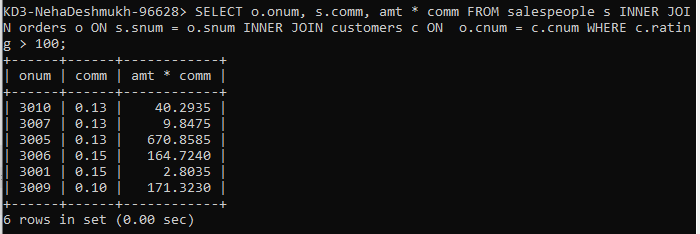 KD3-NehaDeshmukh-96628> SELECT o.onum, s.comm, amt * comm FROM salespeople s INNER JOI
N orders o ON s.snum = o.snum INNER JOIN customers c ON  o.cnum = c.cnum WHERE c.ratin
g > 100;
+------+------+------------+
| onum | comm | amt * comm |
+------+------+------------+
| 3010 | 0.13 |    40.2935 |
| 3007 | 0.13 |     9.8475 |
| 3005 | 0.13 |   670.8585 |
| 3006 | 0.15 |   164.7240 |
| 3001 | 0.15 |     2.8035 |
| 3009 | 0.10 |   171.3230 |
+------+------+------------+
6 rows in set (0.00 sec)